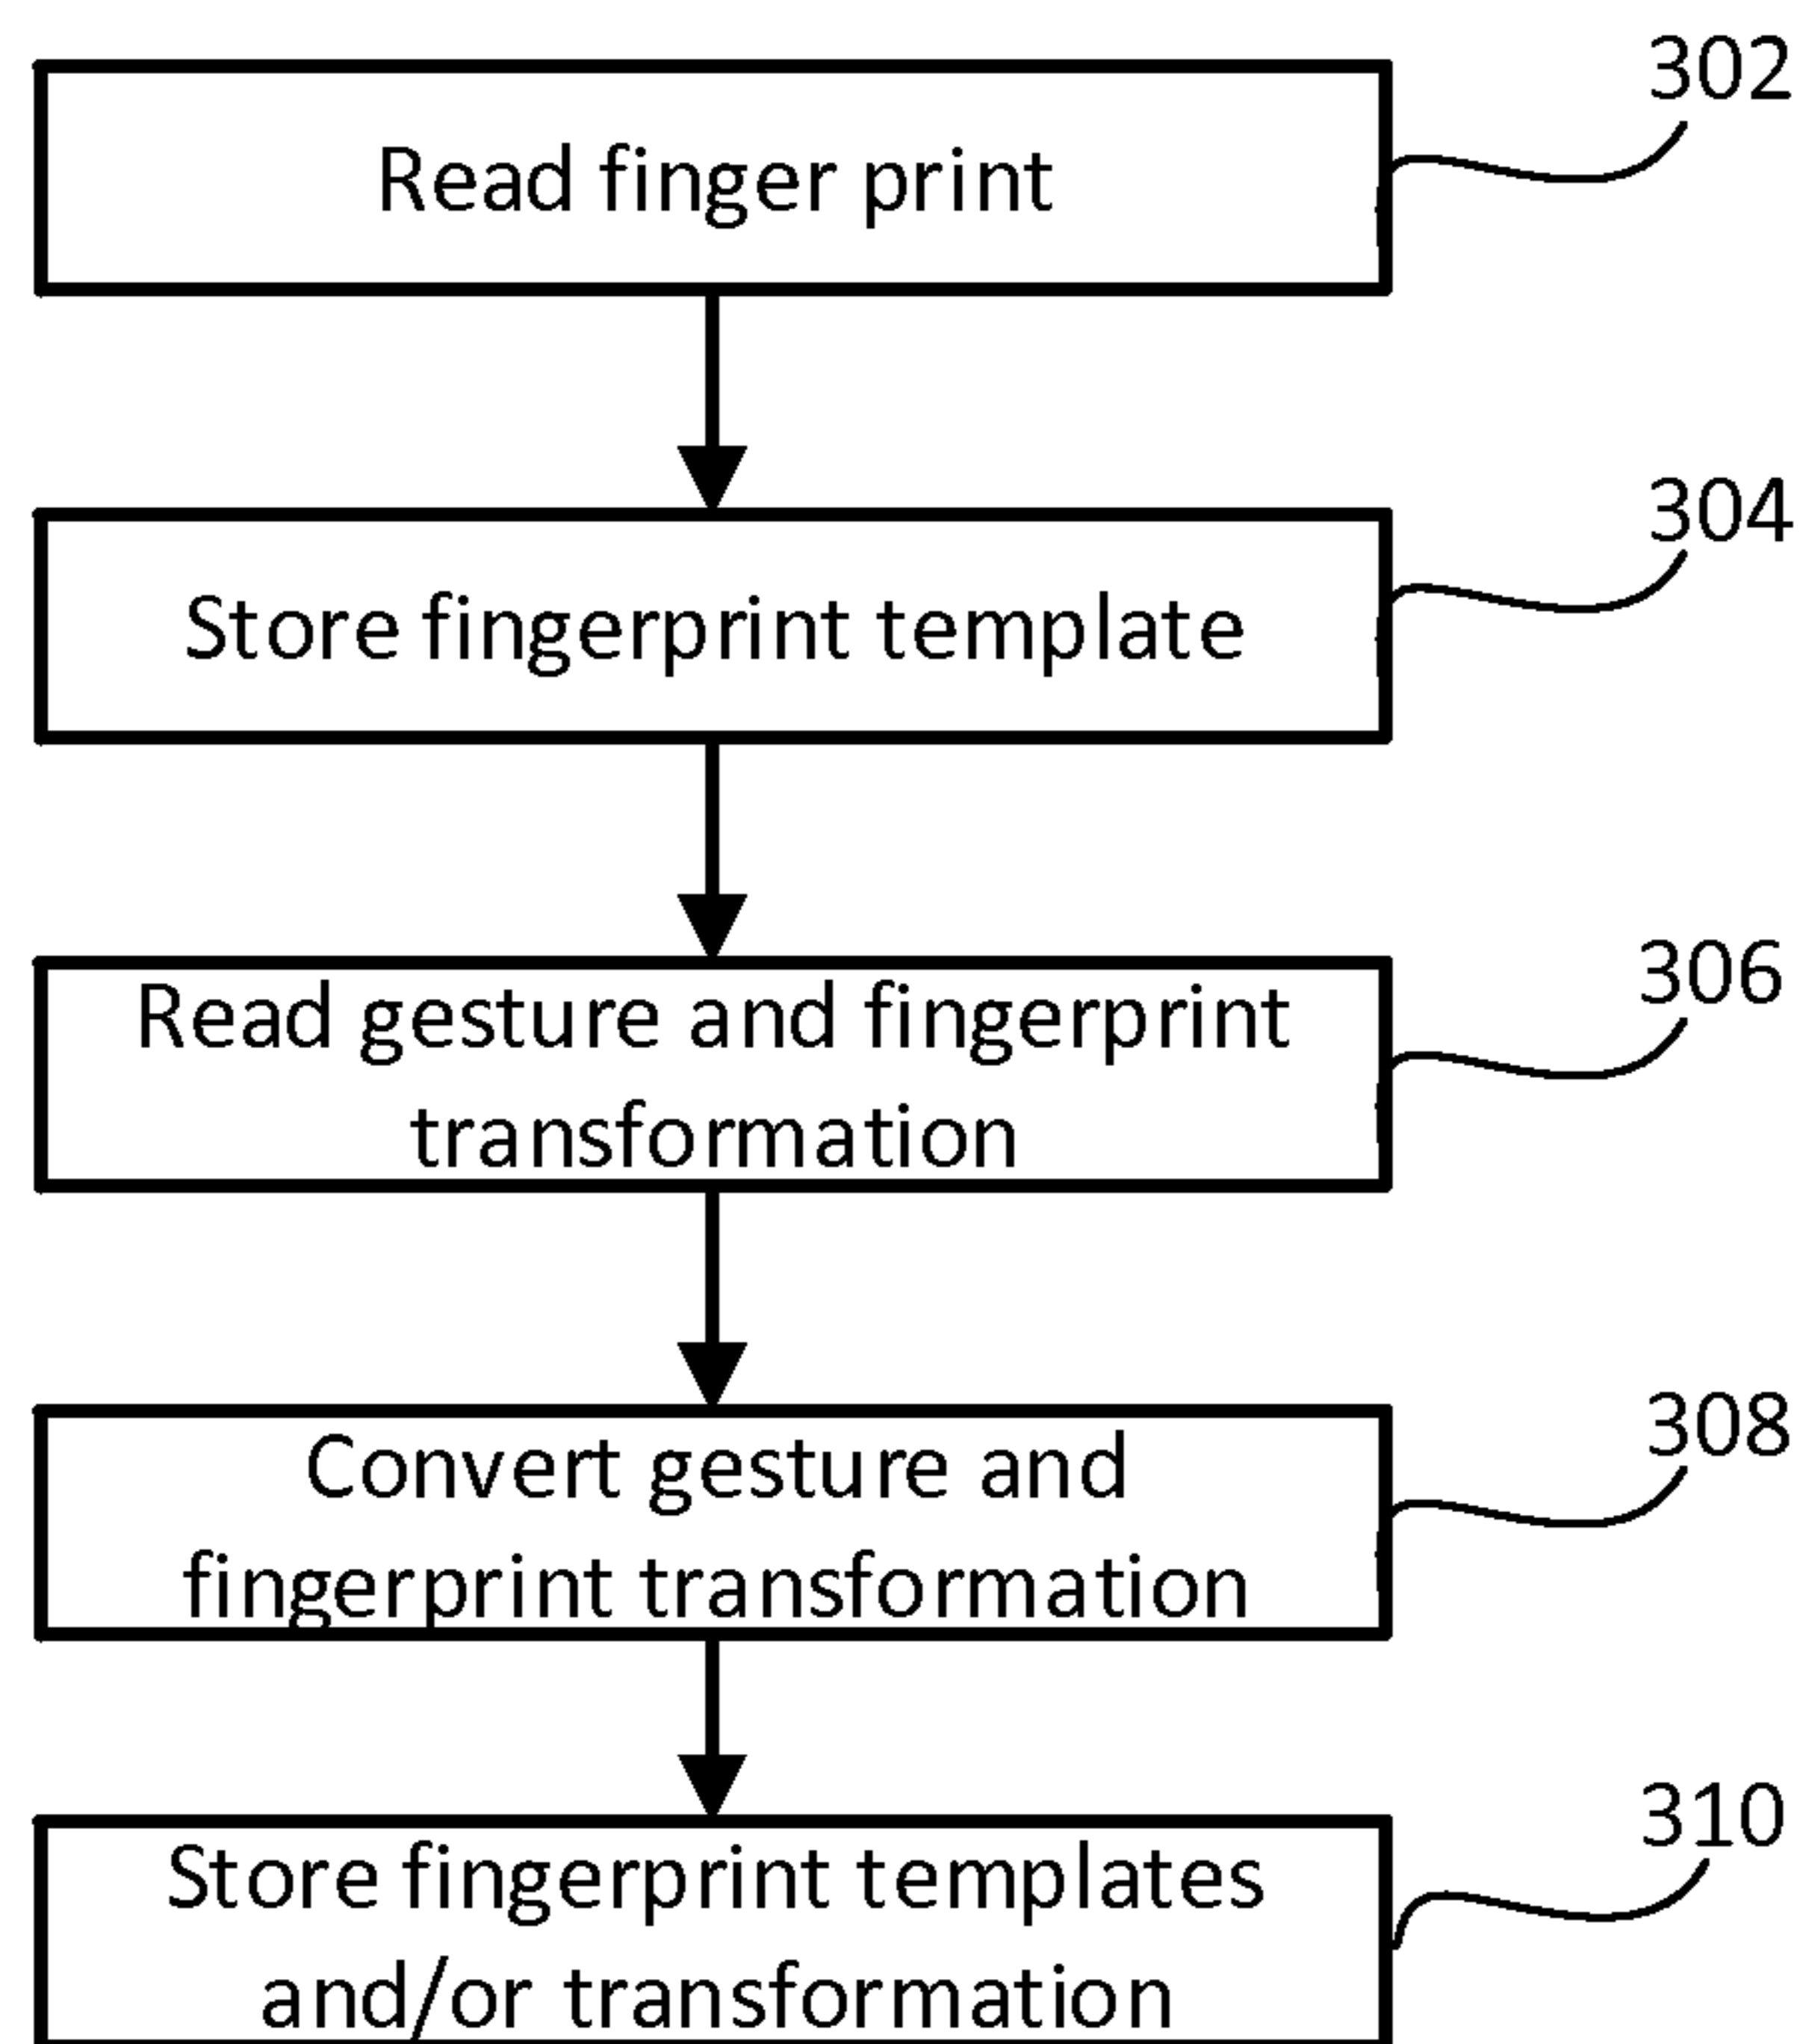 302
Read finger print
304
Store fingerprint template
306
Read gesture and fingerprint
transformation
308
Convert gesture and
fingerprint transformation
310
Store fingerprint templates
and/or transformation